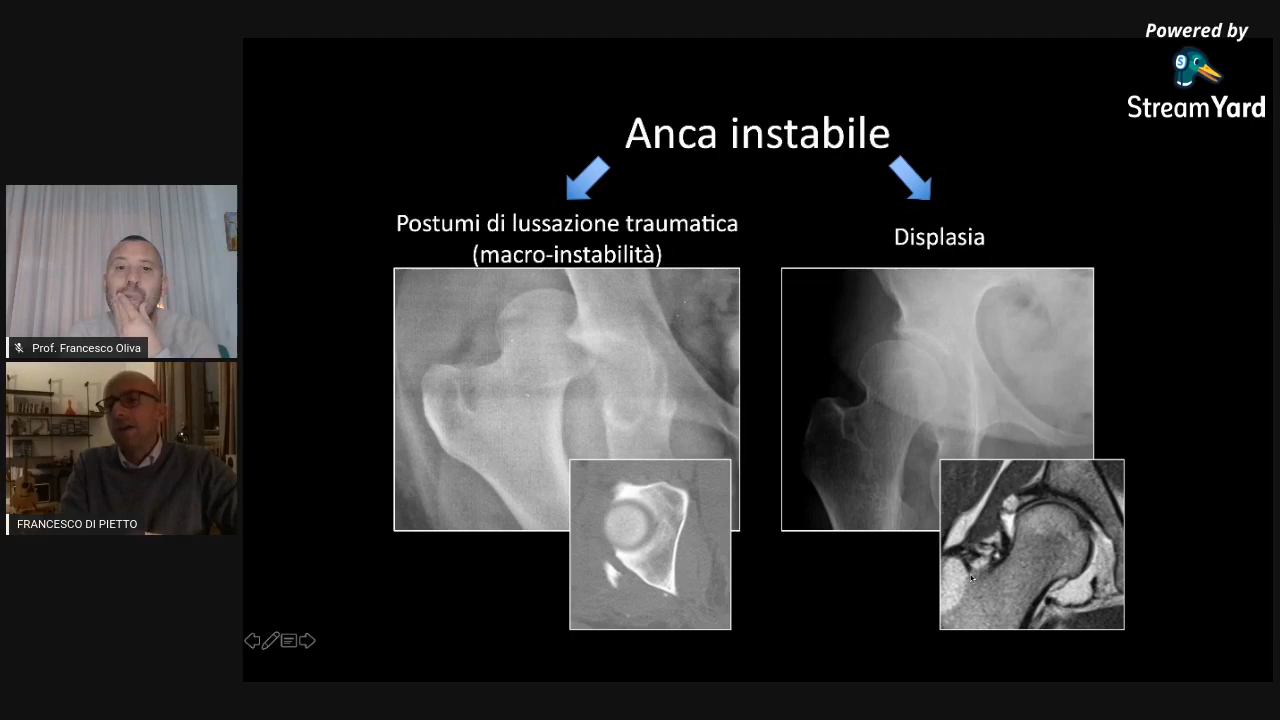 Powered by
StreamYard
Anca instabile
Postumi di lussazione traumatica
(macro-instabilità)
Displasia
Prof. Francesco Oliva
FRANCESCO DI PIETTO